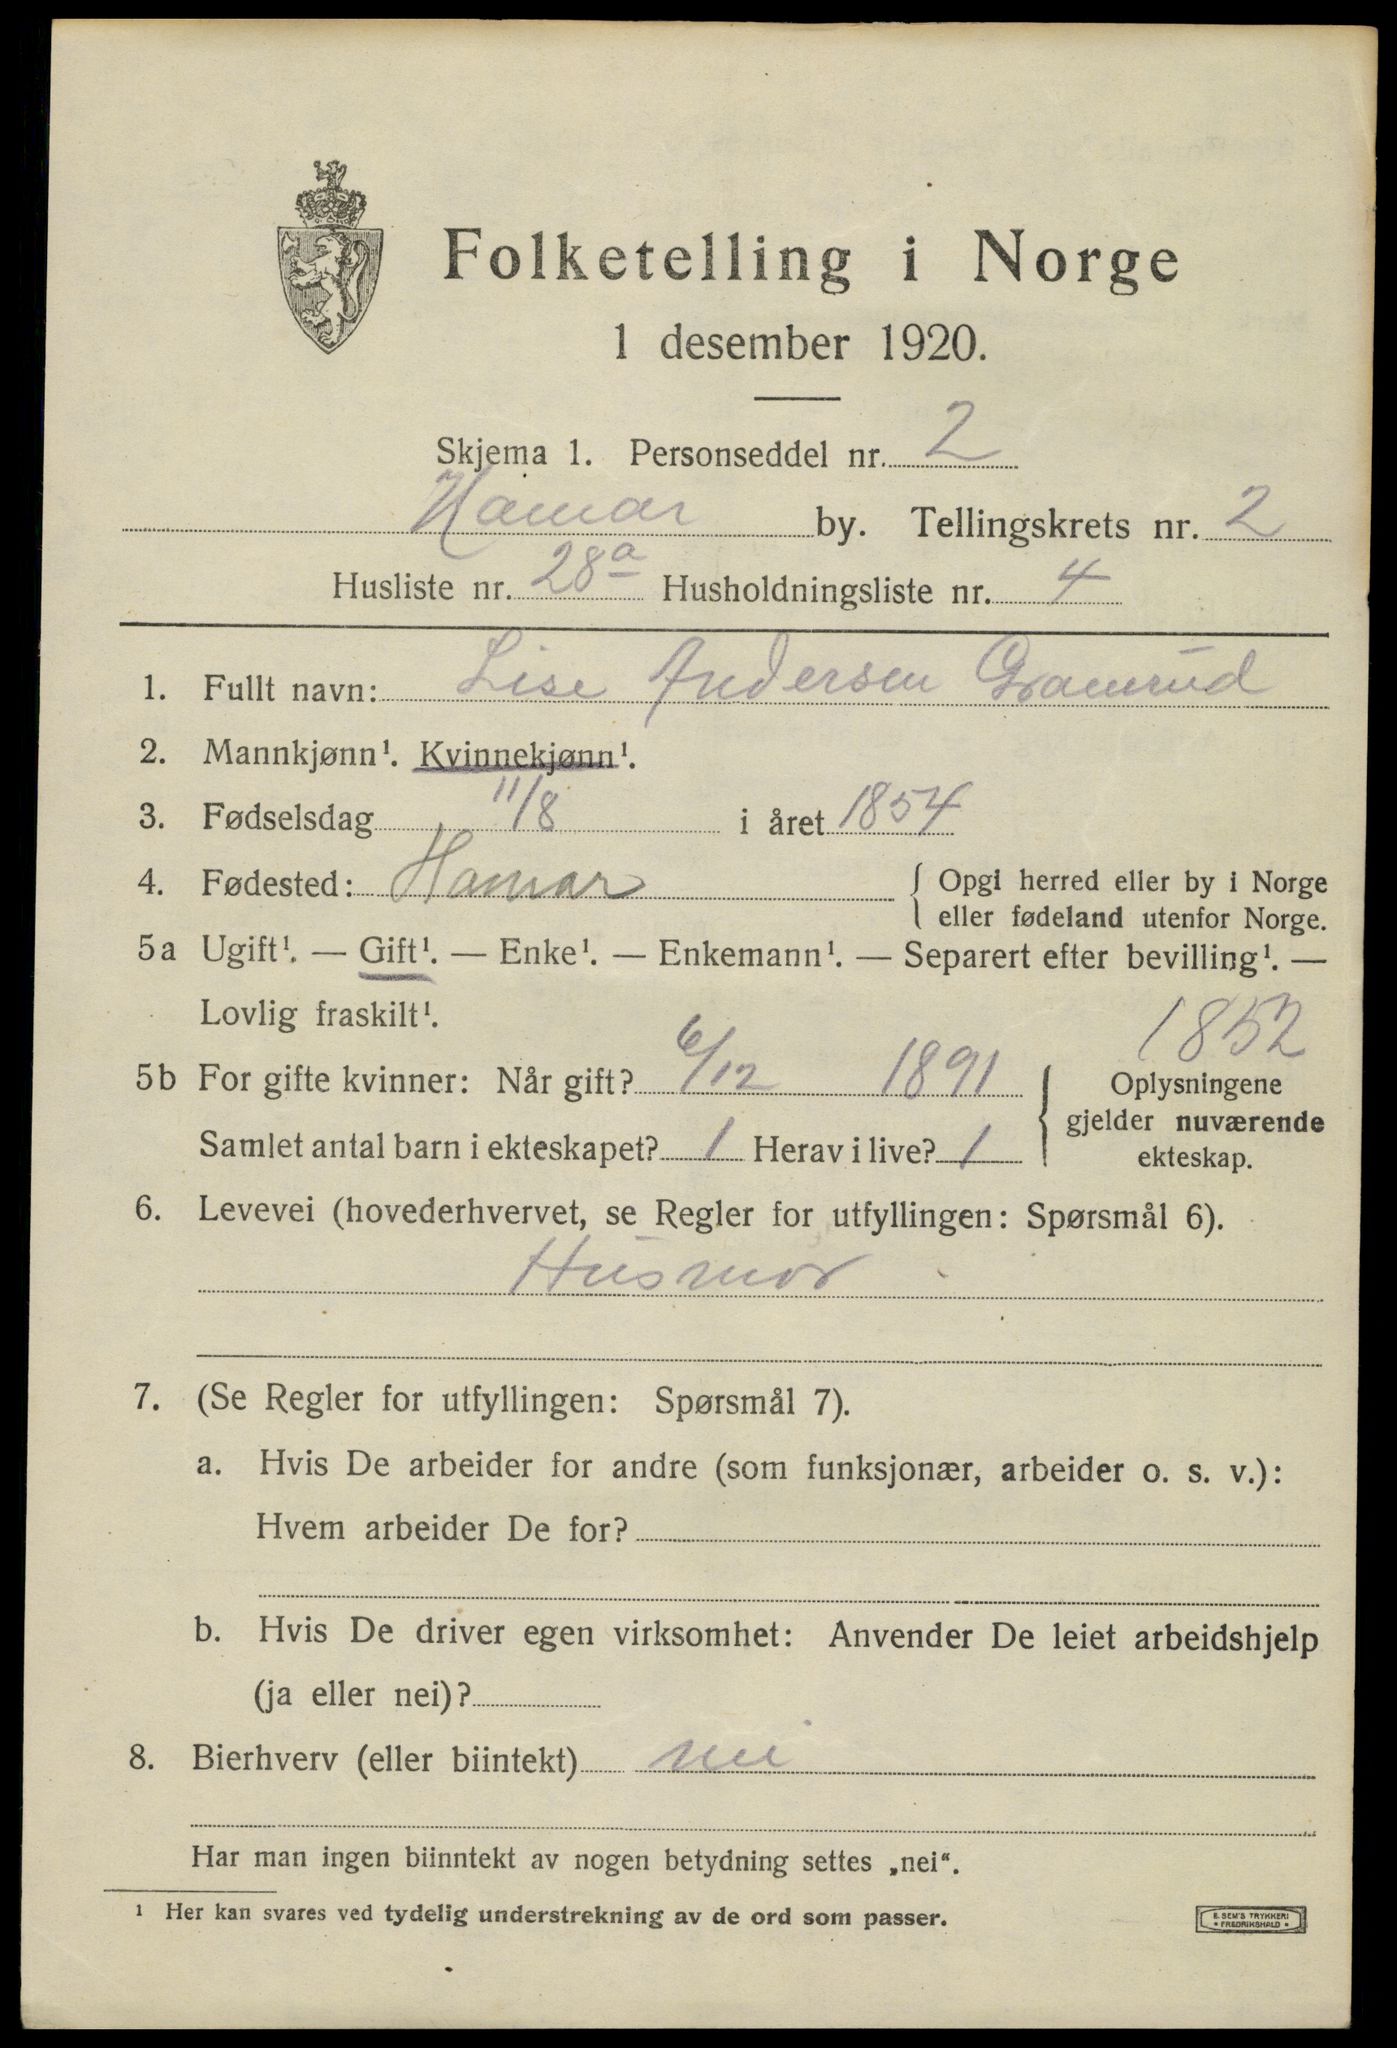 Folketelling i Norge
1 desember 1920.
Skjema 1. Personseddel nr. 2
Hamar by. Tellingskrets nr. 2
Husliste nr. 28a Husholdningsliste nr. 4
1. Fullt navn: Lise Andersen Gramrud
2. Mannkjønn¹. Kvinnekjønn¹.
3. Fødselsdag 11/8 i året 1854
4. Fødested: Hamar { Opgi herred eller by i Norge
eller fødeland utenfor Norge.
5a Ugift¹. — Gift¹. — Enke¹. — Enkemann¹. — Separert efter bevilling¹. —
Lovlig fraskilt¹.
1852
5b For gifte kvinner: Når gift? 6/12 1891
Samlet antal barn i ekteskapet? 1 Herav i live? 1
{ Oplysningene
gjelder nuværende
ekteskap.
6. Levevei (hovederhvervet, se Regler for utfyllingen: Spørsmål 6).
Husmor
7. (Se Regler for utfyllingen: Spørsmål 7).
a. Hvis De arbeider for andre (som funksjonær, arbeider o. s. v.):
Hvem arbeider De for?
b. Hvis De driver egen virksomhet: Anvender De leiet arbeidshjelp
(ja eller nei)?
8. Bierhverv (eller biintekt) nei
Har man ingen biinntekt av nogen betydning settes „nei“.
¹ Her kan svares ved tydelig understrekning av de ord som passer.
E. SEM'S TRYKKERI
* FREDRIKSHALD *